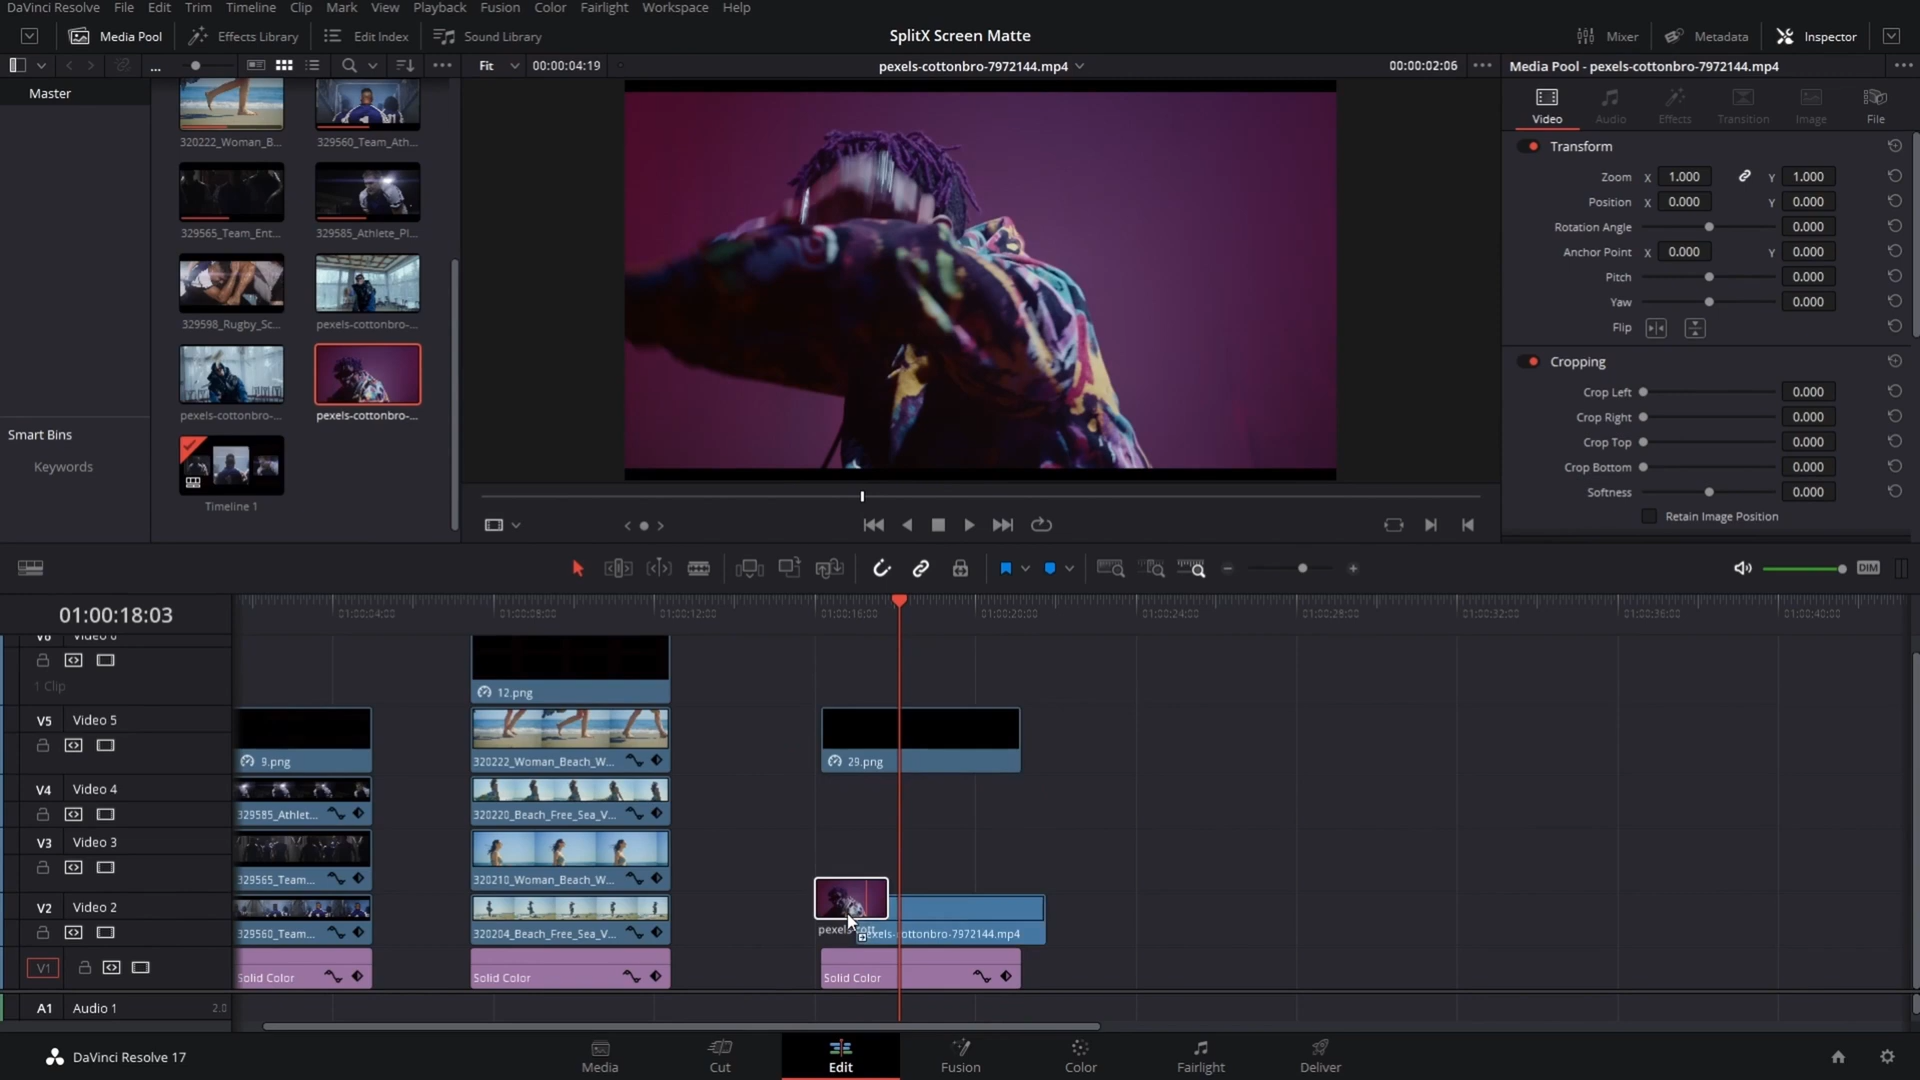 DaVinci Resolve File Edit Trim Timeline Clip Mark View Playback Fusion Color Fairlight Workspace Help
Media Pool Effects Library Edit Index Sound Library SplitX Screen Matte Mixer Metadata Inspector
... Fit 00:00:04:19 pexels-cottonbro-7972144.mp4 00:00:02:06 Media Pool - pexels-cottonbro-7972144.mp4
Master
Video Audio Effects Transition Image File
320222_Woman_B... 329560_Team_Ath...
Transform
Zoom X 1.000 Y 1.000
Position X 0.000 Y 0.000
Rotation Angle 0.000
329565_Team_Ent... 329585_Athlete_Pl...
Anchor Point X 0.000 Y 0.000
Pitch 0.000
Yaw 0.000
329598_Rugby_Sc... pexels-cottonbro-...
Flip
Cropping
Crop Left 0.000
pexels-cottonbro-... pexels-cottonbro-...
Crop Right 0.000
Smart Bins
Crop Top 0.000
Keywords
Crop Bottom 0.000
Softness 0.000
Timeline 1
Retain Image Position
DIM
01:00:18:03
01:00:04:00 01:00:08:00 01:00:12:00 01:00:16:00 01:00:20:00 01:00:24:00 01:00:28:00 01:00:32:00 01:00:36:00 01:00:40:00
V6 Video 6
1 Clip
12.png
V5 Video 5
9.png 320222_Woman_Beach_W... 29.png
V4 Video 4
329585_Athlet... 320220_Beach_Free_Sea_V...
V3 Video 3
329565_Team... 320210_Woman_Beach_W...
V2 Video 2
329560_Team... 320204_Beach_Free_Sea_V... pexels-cott pexels-cottonbro-7972144.mp4
V1 Solid Color Solid Color Solid Color
A1 Audio 1 2.0
DaVinci Resolve 17 Media Cut Edit Fusion Color Fairlight Deliver